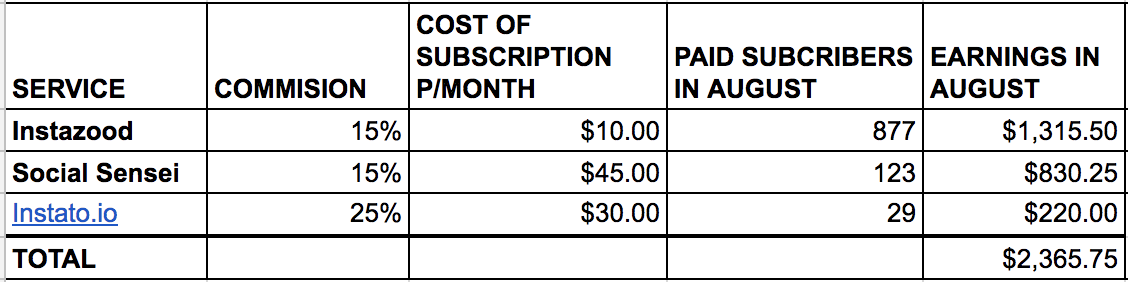 SERVICE COMMISION COST OF SUBSCRIPTION P/MONTH PAID SUBCRIBERS IN AUGUST EARNINGS IN AUGUST
Instazood 15% $10.00 877 $1,315.50
Social Sensei 15% $45.00 123 $830.25
Instato.io 25% $30.00 29 $220.00
TOTAL $2,365.75